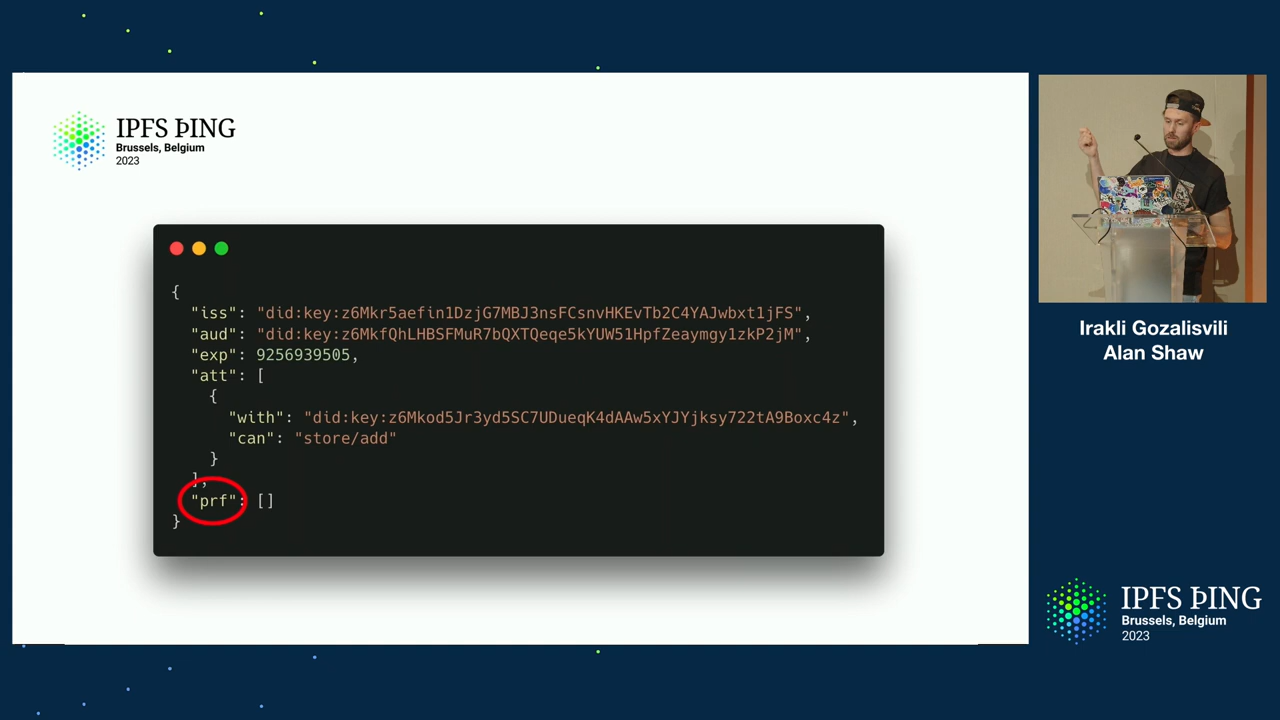 IPFS ÞING
Brussels, Belgium
2023
{
"iss": "did:key:z6Mkr5aefin1DzjG7MBJ3nsFCsnvHKEvTb2C4YAJwbxt1jFS",
"aud": "did:key:z6MkfQhLHBSFMuR7bQXTQeqe5kYUW51HpfZeaymgy1zkP2jM",
"exp": 9256939505,
"att": [
{
"with": "did:key:z6Mkod5Jr3yd5SC7UDueqK4dAAw5xYJYjksy722tA9Boxc4z",
"can": "store/add"
}
],
"prf": []
}
Irakli Gozalisvili
Alan Shaw
IPFS ÞING
Brussels, Belgium
2023